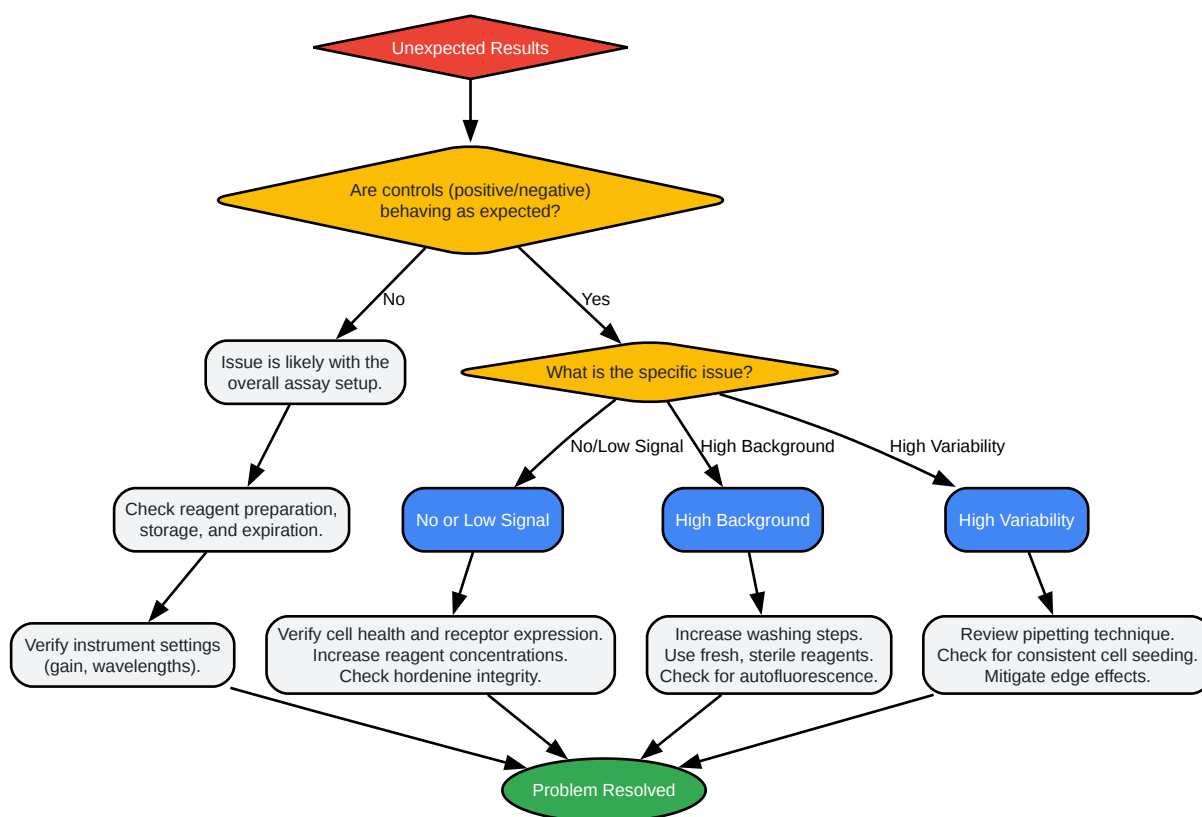 Unexpected Results
Are controls (positive/negative)
behaving as expected?
No
Yes
Issue is likely with the
overall assay setup.
What is the specific issue?
No/Low Signal
High Background
High Variability
Check reagent preparation,
storage, and expiration.
No or Low Signal
High Background
High Variability
Verify instrument settings
(gain, wavelengths).
Verify cell health and receptor expression.
Increase reagent concentrations.
Check hordenine integrity.
Increase washing steps.
Use fresh, sterile reagents.
Check for autofluorescence.
Review pipetting technique.
Check for consistent cell seeding.
Mitigate edge effects.
Problem Resolved